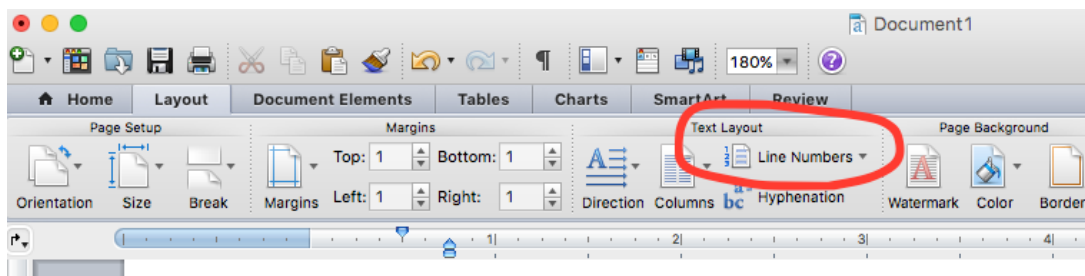 Document1
180%
Home Layout Document Elements Tables Charts SmartArt Review
Page Setup Margins Text Layout Page Background
Top: 1 Bottom: 1 Line Numbers
Orientation Size Break Margins Left: 1 Right: 1 Direction Columns Hyphenation Watermark Color Border
1 2 3 4